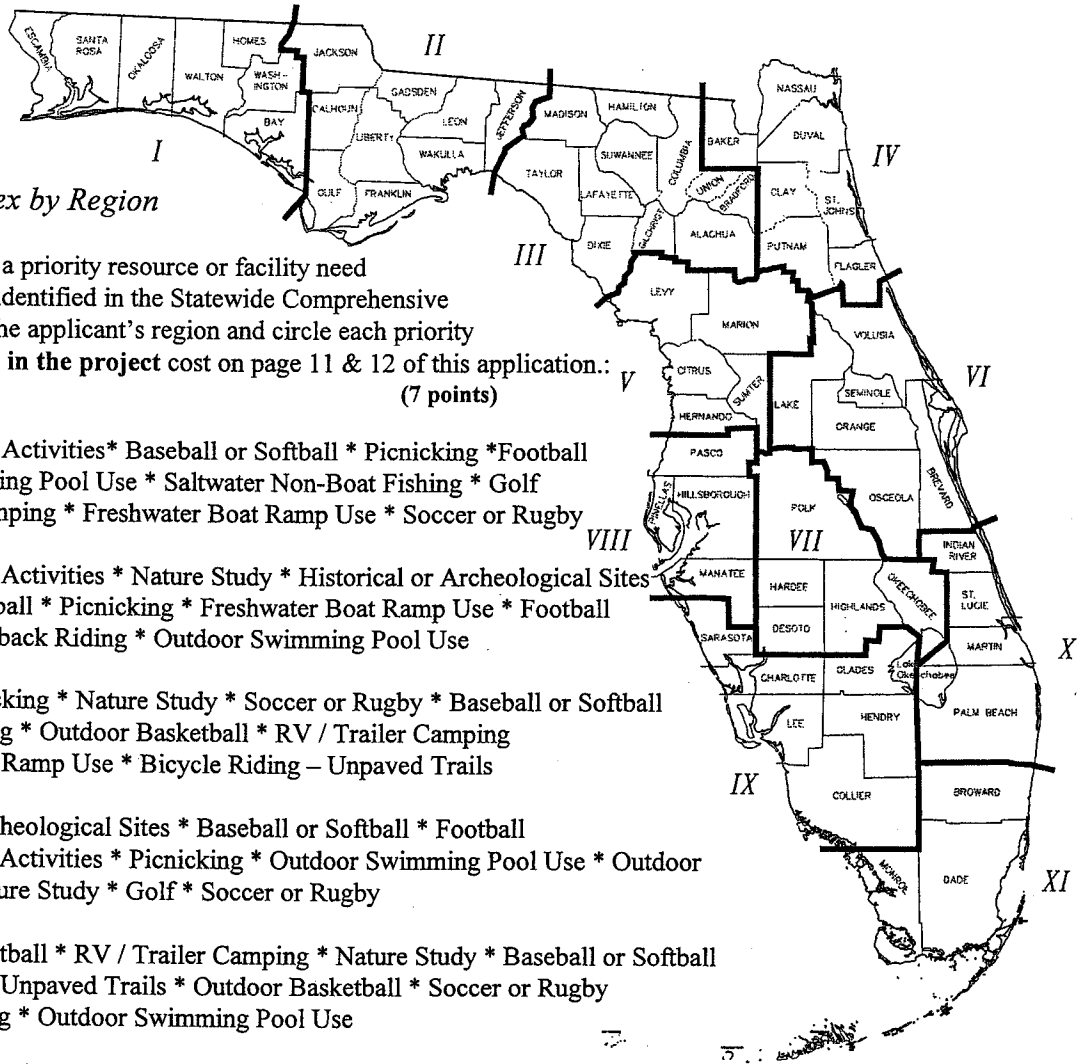 II
ESCAMBIA
SANTA
ROSA
OKALOOSA
WALTON
HOMES
WASH-
INGTON
BAY
JACKSON
CALHOUN
GADSDEN
LIBERTY
LEON
WAKULLA
JEFFERSON
GULF
FRANKLIN
MADISON
HAMILTON
TAYLOR
SUWANNEE
LAFAYETTE
COLUMBIA
UNION
BRADFORD
BAKER
NASSAU
DUVAL
CLAY
ST.
JOHNS
DIXIE
GILCHRIST
ALACHUA
PUTNAM
FLAGLER
I
III
IV
ex by Region
a priority resource or facility need
identified in the Statewide Comprehensive
he applicant's region and circle each priority
in the project cost on page 11 & 12 of this application.:
(7 points)
LEVY
MARION
VOLUSIA
CITRUS
SUMTER
LAKE
SEMINOLE
ORANGE
HERNANDO
V
VI
Activities* Baseball or Softball * Picnicking *Football
ing Pool Use * Saltwater Non-Boat Fishing * Golf
nping * Freshwater Boat Ramp Use * Soccer or Rugby
PASCO
PINELLAS
HILLSBOROUGH
POLK
OSCEOLA
BREVARD
VIII
VII
INDIAN
RIVER
Activities * Nature Study * Historical or Archeological Sites
ball * Picnicking * Freshwater Boat Ramp Use * Football
back Riding * Outdoor Swimming Pool Use
MANATEE
HARDEE
HIGHLANDS
OKEECHOBEE
ST.
LUCIE
SARASOTA
DESOTO
MARTIN
X
CHARLOTTE
GLADES
Lake
Okeechobee
king * Nature Study * Soccer or Rugby * Baseball or Softball
g * Outdoor Basketball * RV / Trailer Camping
Ramp Use * Bicycle Riding – Unpaved Trails
LEE
HENDRY
PALM BEACH
IX
COLLIER
BROWARD
heological Sites * Baseball or Softball * Football
Activities * Picnicking * Outdoor Swimming Pool Use * Outdoor
ure Study * Golf * Soccer or Rugby
MONROE
DADE
XI
tball * RV / Trailer Camping * Nature Study * Baseball or Softball
Unpaved Trails * Outdoor Basketball * Soccer or Rugby
g * Outdoor Swimming Pool Use